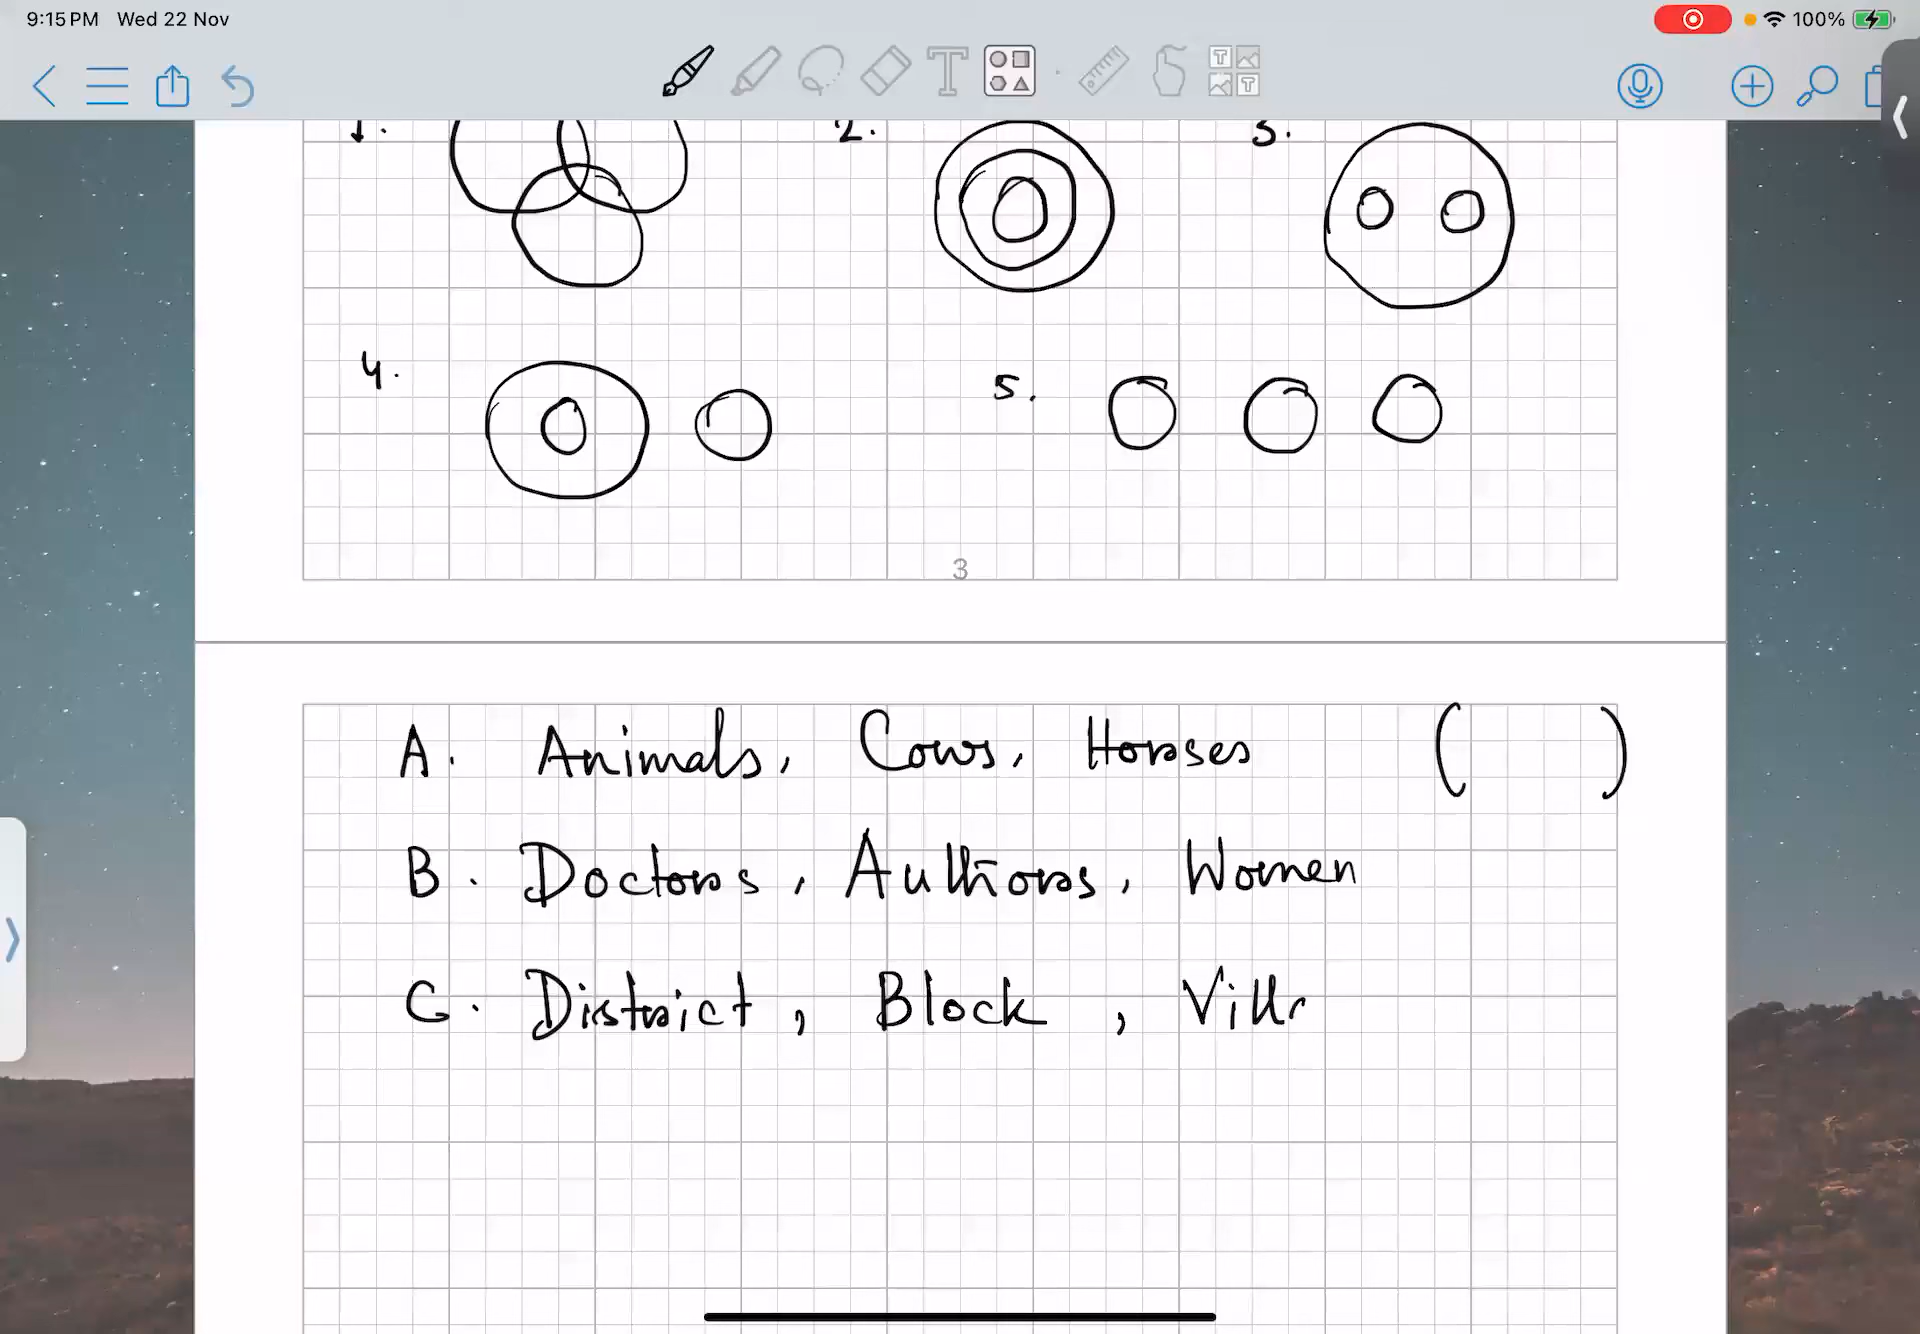 9:15 PM Wed 22 Nov 100%
1. 2. 3.
4. 5.
3
A. Animals, Cows, Horses ( )
B. Doctors, Authors, Women
C. District, Block, Vill